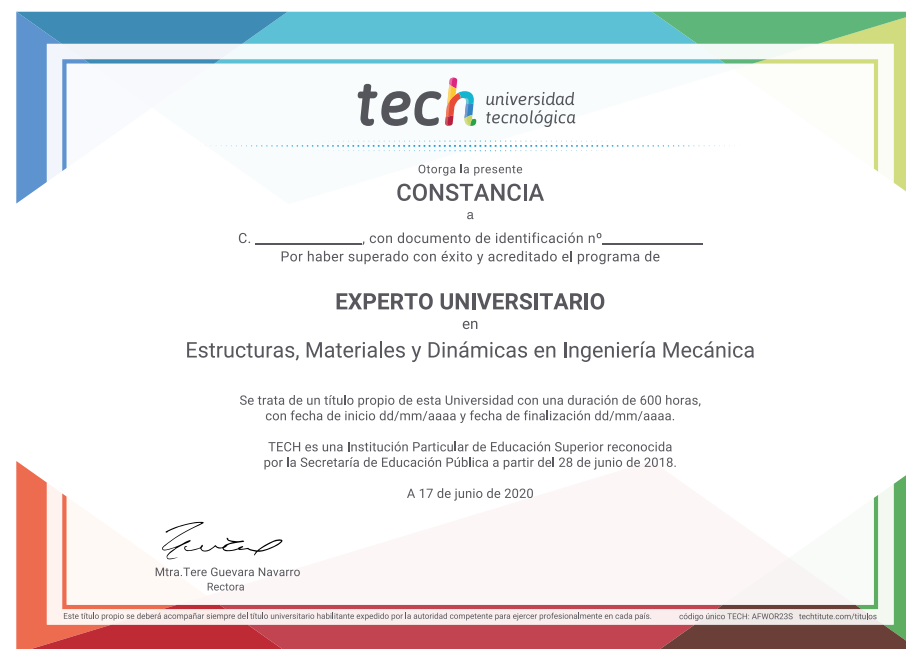 tech universidad
tecnológica
Otorga la presente
CONSTANCIA
a
C. ____________, con documento de identificación nº____________
Por haber superado con éxito y acreditado el programa de
EXPERTO UNIVERSITARIO
en
Estructuras, Materiales y Dinámicas en Ingeniería Mecánica
Se trata de un título propio de esta Universidad con una duración de 600 horas,
con fecha de inicio dd/mm/aaaa y fecha de finalización dd/mm/aaaa.
TECH es una Institución Particular de Educación Superior reconocida
por la Secretaría de Educación Pública a partir del 28 de junio de 2018.
A 17 de junio de 2020
Mtra.Tere Guevara Navarro
Rectora
Este título propio se deberá acompañar siempre del título universitario habilitante expedido por la autoridad competente para ejercer profesionalmente en cada país. código único TECH: AFWOR23S techtitute.com/titulos